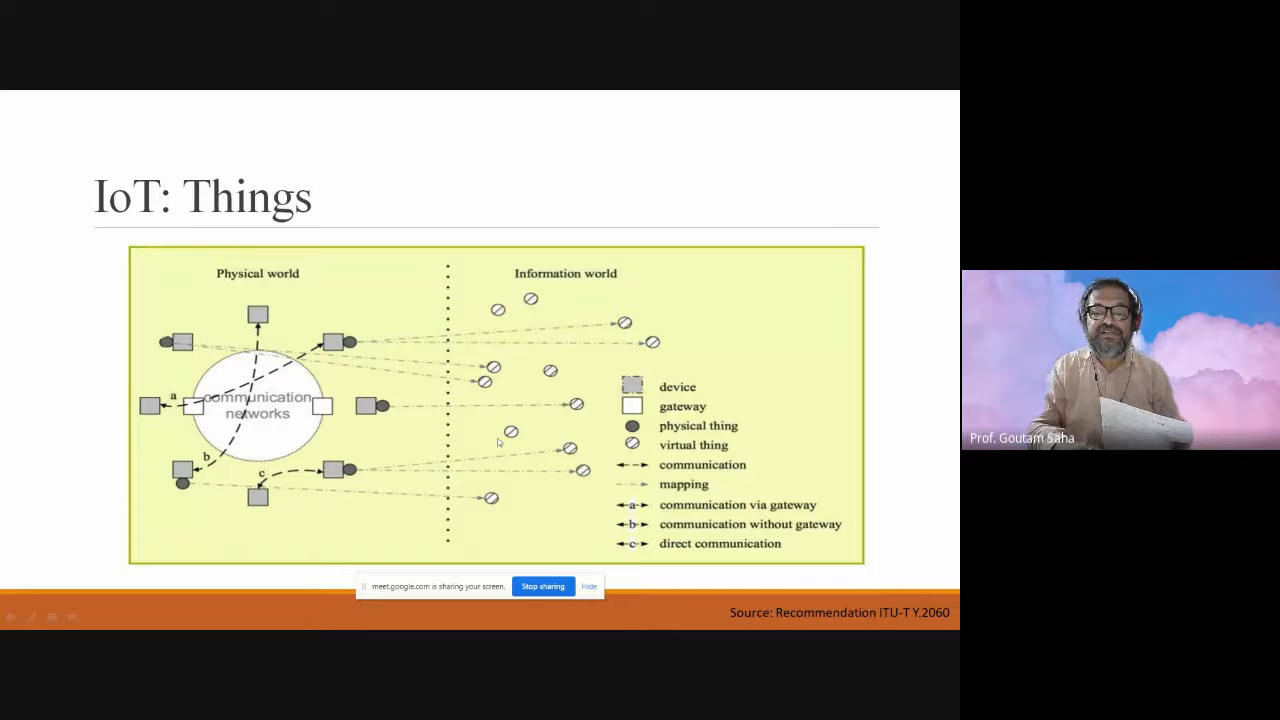 IoT: Things
Physical world
Information world
a
communication
networks
b
c
device
gateway
physical thing
virtual thing
communication
mapping
a communication via gateway
b communication without gateway
c direct communication
meet.google.com is sharing your screen. Stop sharing Hide
Source: Recommendation ITU-T Y.2060
Prof. Goutam Saha